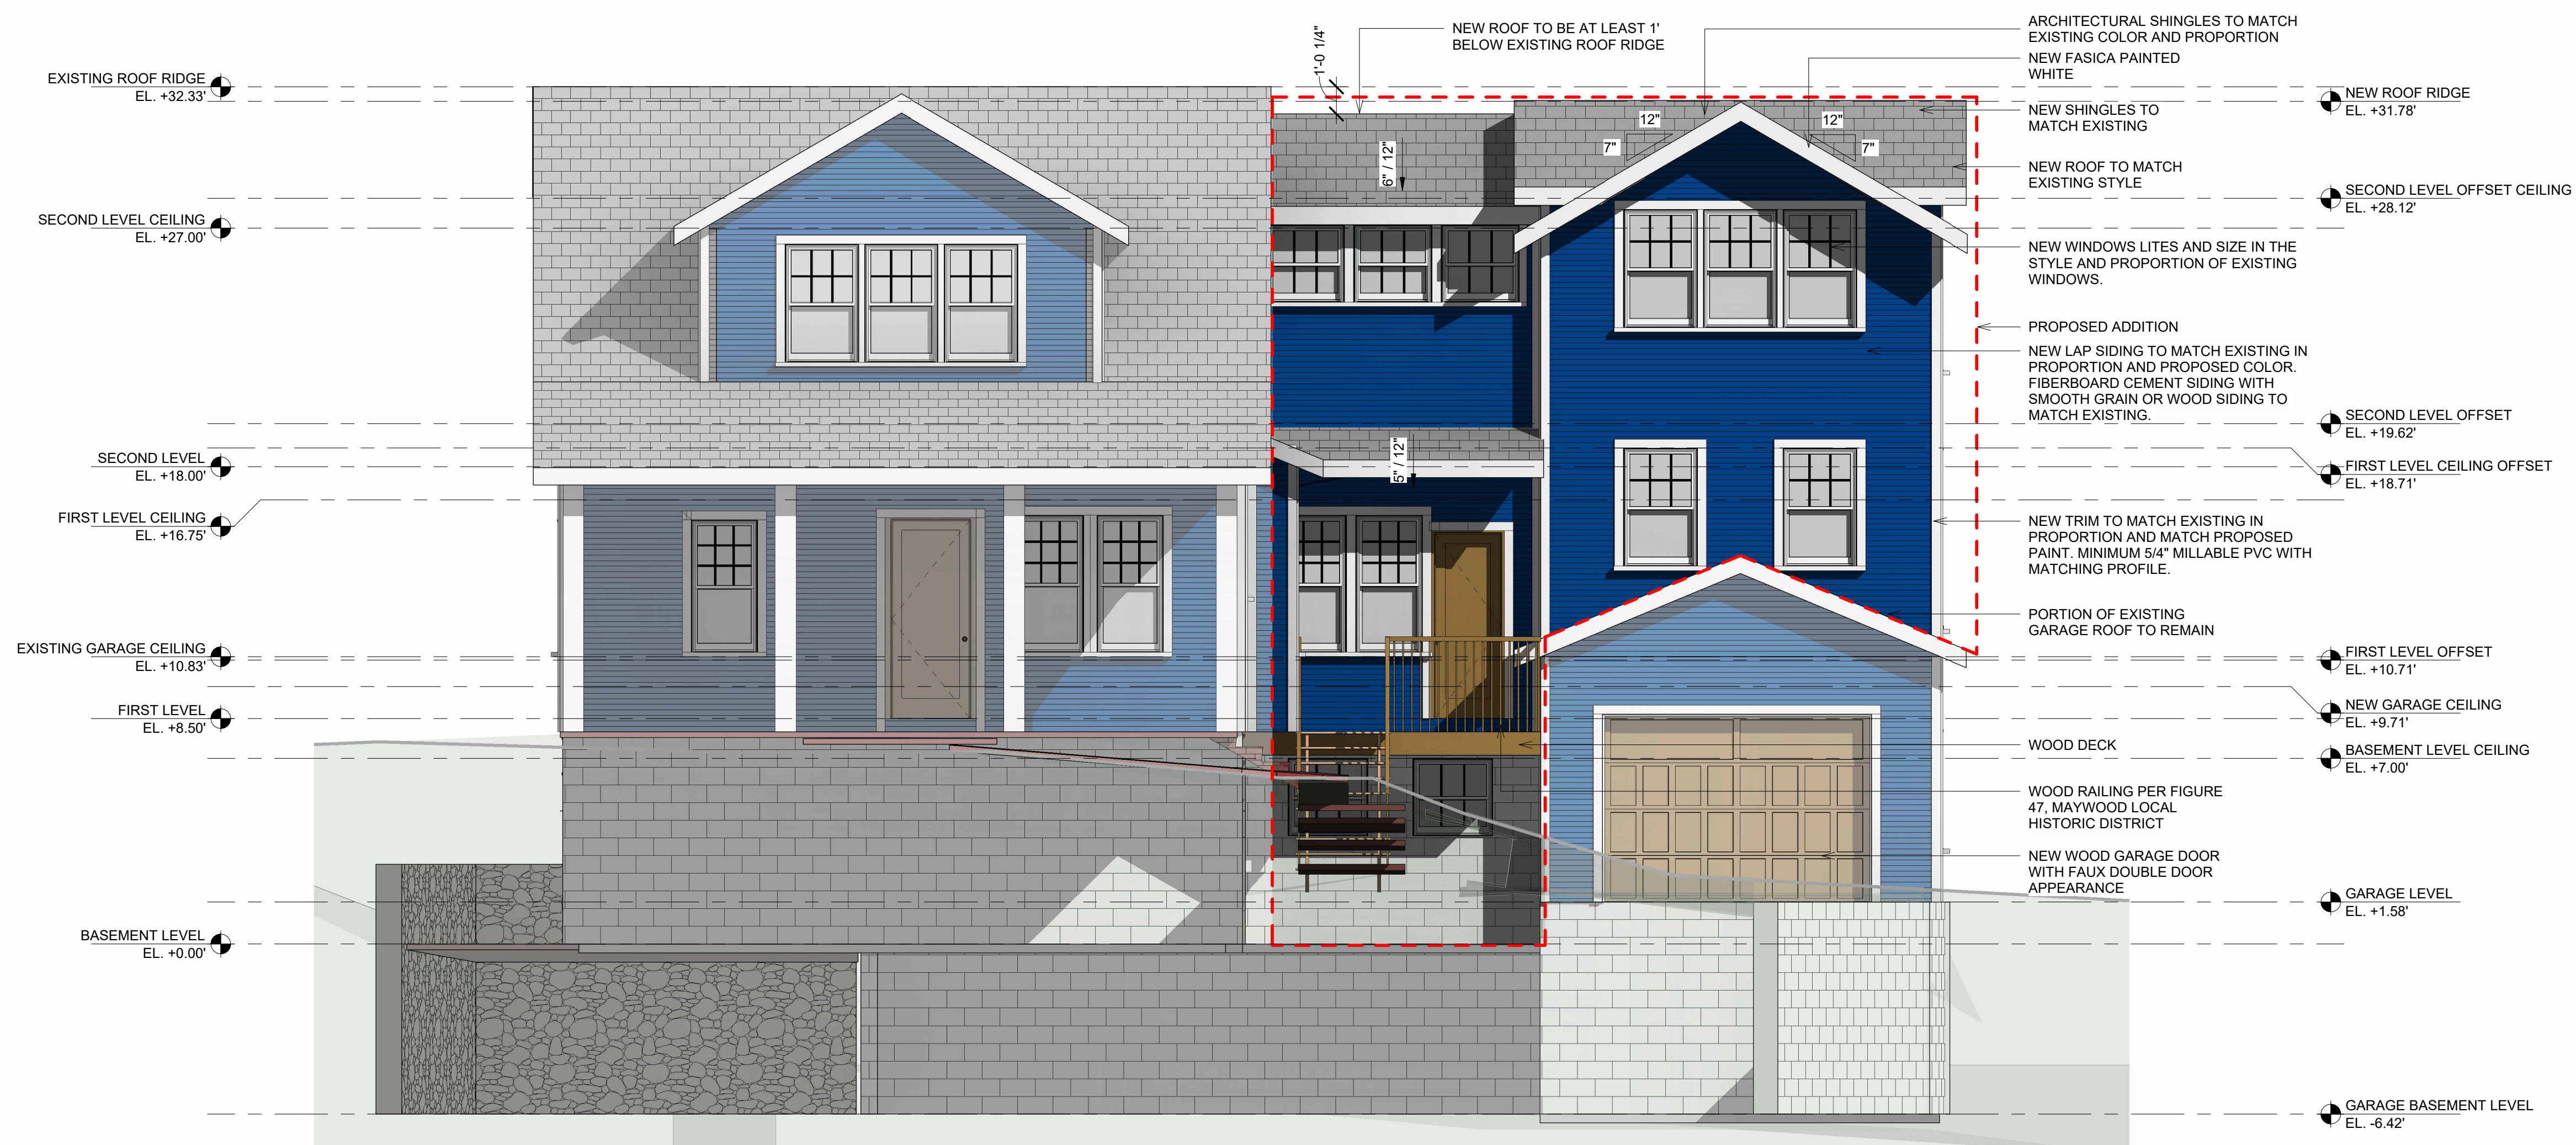 EXISTING ROOF RIDGE
EL. +32.33'
SECOND LEVEL CEILING
EL. +27.00'
SECOND LEVEL
EL. +18.00'
FIRST LEVEL CEILING
EL. +16.75'
EXISTING GARAGE CEILING
EL. +10.83'
FIRST LEVEL
EL. +8.50'
BASEMENT LEVEL
EL. +0.00'
1'-0 1/4"
NEW ROOF TO BE AT LEAST 1'
BELOW EXISTING ROOF RIDGE
6" / 12"
5" / 12"
12"
7"
12"
7"
ARCHITECTURAL SHINGLES TO MATCH
EXISTING COLOR AND PROPORTION
NEW FASICA PAINTED
WHITE
NEW SHINGLES TO
MATCH EXISTING
NEW ROOF TO MATCH
EXISTING STYLE
NEW WINDOWS LITES AND SIZE IN THE
STYLE AND PROPORTION OF EXISTING
WINDOWS.
PROPOSED ADDITION
NEW LAP SIDING TO MATCH EXISTING IN
PROPORTION AND PROPOSED COLOR.
FIBERBOARD CEMENT SIDING WITH
SMOOTH GRAIN OR WOOD SIDING TO
MATCH EXISTING.
NEW TRIM TO MATCH EXISTING IN
PROPORTION AND MATCH PROPOSED
PAINT. MINIMUM 5/4" MILLABLE PVC WITH
MATCHING PROFILE.
PORTION OF EXISTING
GARAGE ROOF TO REMAIN
WOOD DECK
WOOD RAILING PER FIGURE
47, MAYWOOD LOCAL
HISTORIC DISTRICT
NEW WOOD GARAGE DOOR
WITH FAUX DOUBLE DOOR
APPEARANCE
NEW ROOF RIDGE
EL. +31.78'
SECOND LEVEL OFFSET CEILING
EL. +28.12'
SECOND LEVEL OFFSET
EL. +19.62'
FIRST LEVEL CEILING OFFSET
EL. +18.71'
FIRST LEVEL OFFSET
EL. +10.71'
NEW GARAGE CEILING
EL. +9.71'
BASEMENT LEVEL CEILING
EL. +7.00'
GARAGE LEVEL
EL. +1.58'
GARAGE BASEMENT LEVEL
EL. -6.42'